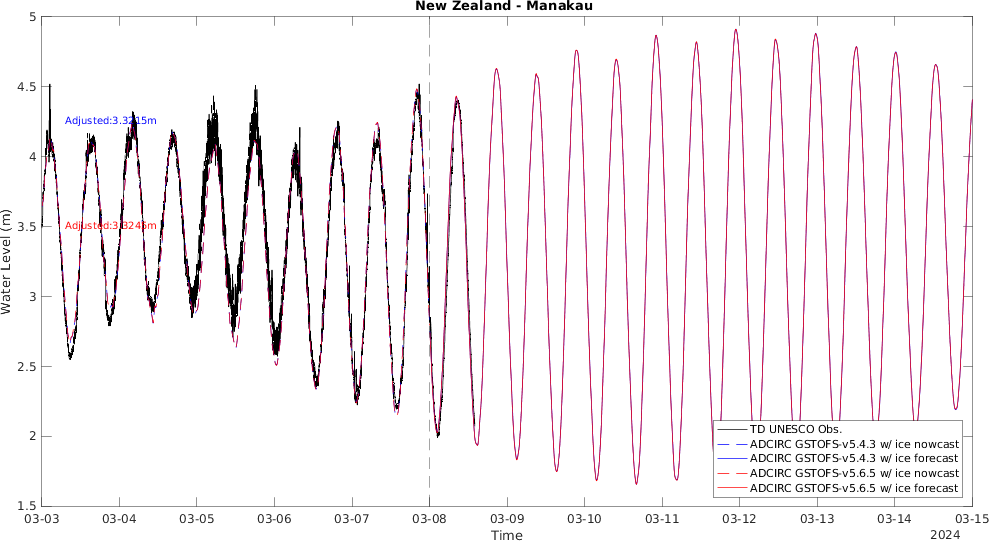 New Zealand - Manakau
5
4.5
4
3.5
3
2.5
2
1.5
Water Level (m)
Adjusted:3.3215m
Adjusted:3.3246m
TD UNESCO Obs.
ADCIRC GSTOFS-v5.4.3 w/ ice nowcast
ADCIRC GSTOFS-v5.4.3 w/ ice forecast
ADCIRC GSTOFS-v5.6.5 w/ ice nowcast
ADCIRC GSTOFS-v5.6.5 w/ ice forecast
03-03 03-04 03-05 03-06 03-07 03-08 03-09 03-10 03-11 03-12 03-13 03-14 03-15
Time
2024